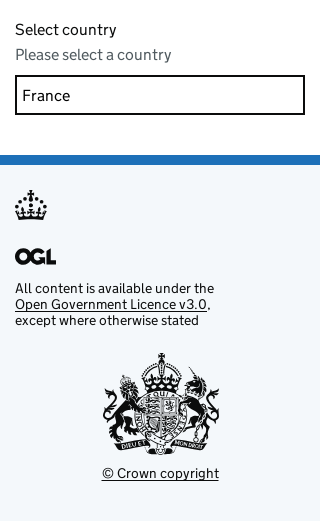 Select country
Please select a country
France
OGL
All content is available under the
Open Government Licence v3.0,
except where otherwise stated
DIEU ET MON DROIT
© Crown copyright